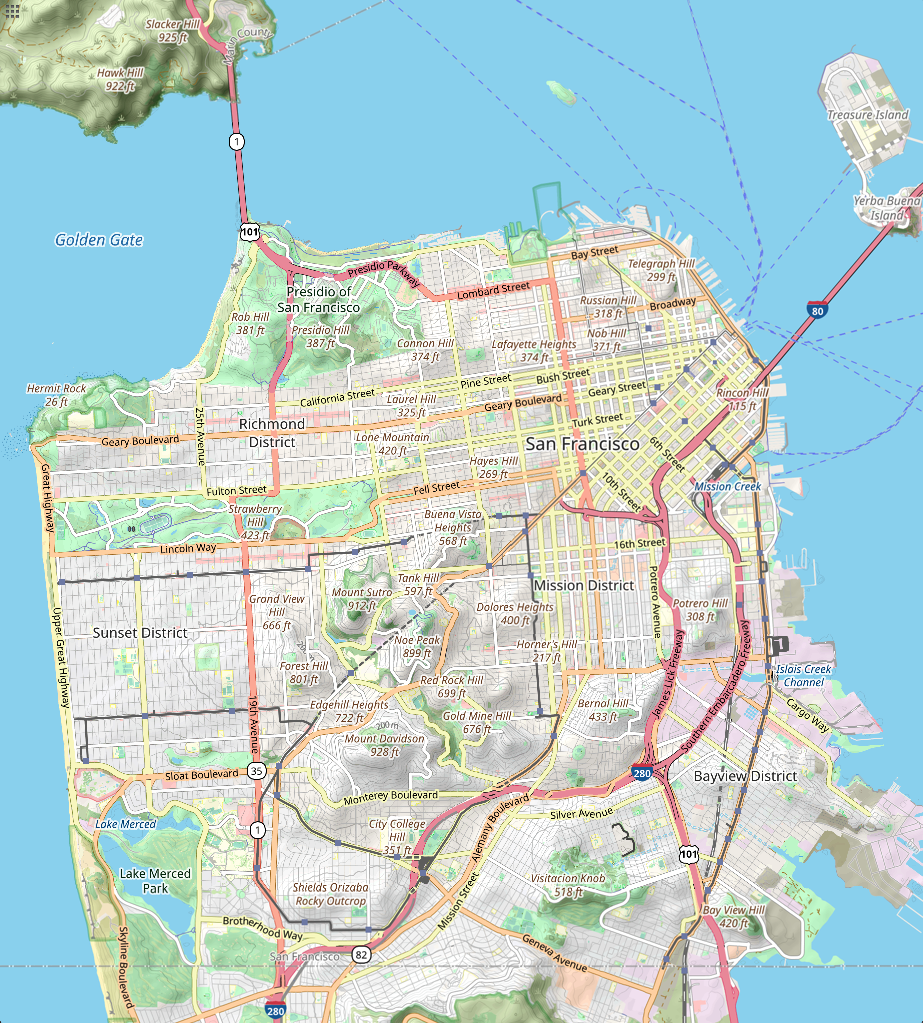 Slacker Hill
925 ft
Marin County
Hawk Hill
922 ft
1
Treasure Island
Yerba Buena
Island
101
Golden Gate
Bay Street
Telegraph Hill
299 ft
Presidio Parkway
Lombard Street
Presidio of
San Francisco
Rob Hill
381 ft
Presidio Hill
387 ft
Russian Hill
318 ft
Broadway
80
Cannon Hill
374 ft
Lafayette Heights
374 ft
Nob Hill
371 ft
Hermit Rock
26 ft
California Street
Pine Street
Bush Street
Geary Street
Rincon Hill
115 ft
Laurel Hill
325 ft
Geary Boulevard
25th Avenue
Richmond
District
Geary Boulevard
Turk Street
Lone Mountain
420 ft
San Francisco
6th Street
Hayes Hill
269 ft
Great Highway
Fulton Street
Fell Street
10th Street
Mission Creek
Strawberry
Hill
423 ft
Buena Vista
Heights
568 ft
Lincoln Way
16th Street
Tank Hill
597 ft
Mission District
Mount Sutro
912 ft
Potrero Avenue
Grand View
Hill
666 ft
Dolores Heights
400 ft
Potrero Hill
308 ft
Upper Great Highway
Sunset District
Noe Peak
899 ft
Horner's Hill
217 ft
200
Forest Hill
801 ft
Red Rock Hill
699 ft
James Lick Freeway
Southern Embarcadero Freeway
Islais Creek
Channel
19th Avenue
Edgehill Heights
722 ft
Gold Mine Hill
676 ft
Bernal Hill
433 ft
Cargo Way
200 m
Mount Davidson
928 ft
Sloat Boulevard
35
280
Bayview District
Monterey Boulevard
Alemany Boulevard
Silver Avenue
Lake Merced
1
City College
Hill
351 ft
101
Lake Merced
Park
Shields Orizaba
Rocky Outcrop
Visitacion Knob
518 ft
Mission Street
Bay View Hill
420 ft
Brotherhood Way
Skyline Boulevard
San Francisco
82
Geneva Avenue
280